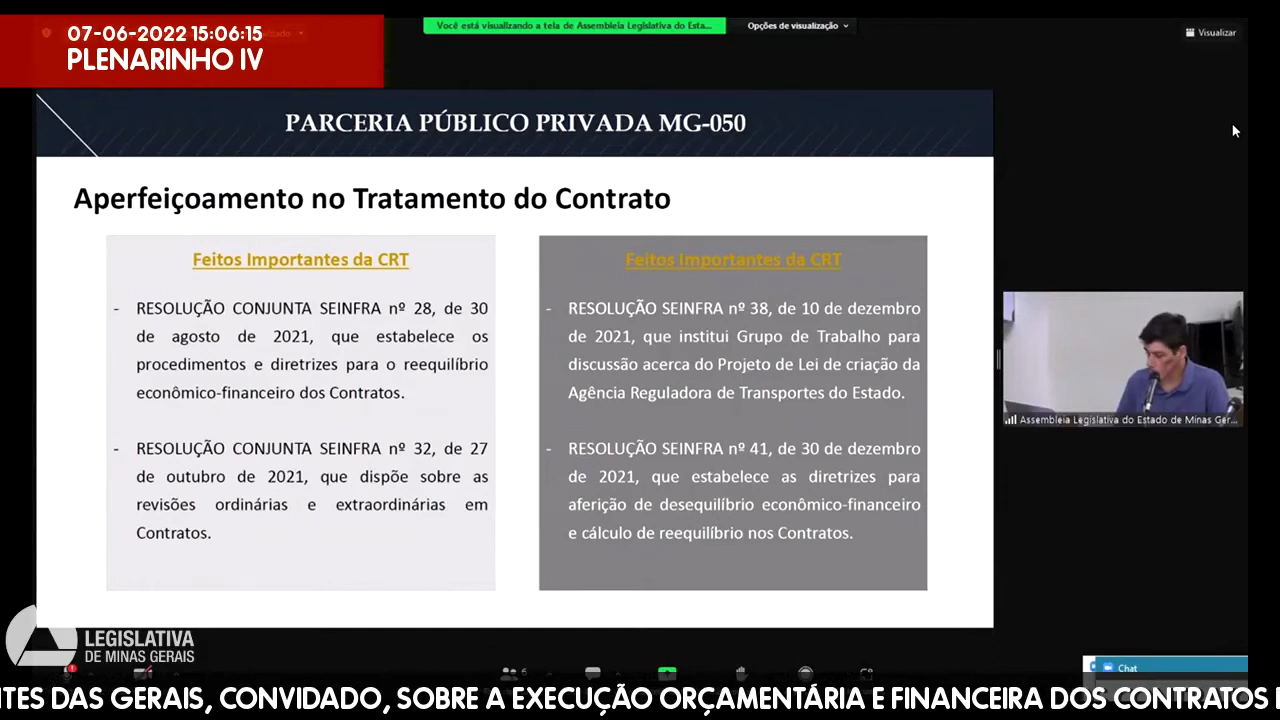 07-06-2022 15:06:15
PLENARINHO IV
Você está visualizando a tela de Assembleia Legislativa do Esta...
Opções de visualização
Visualizar
PARCERIA PÚBLICO PRIVADA MG-050
Aperfeiçoamento no Tratamento do Contrato
Feitos Importantes da CRT
- RESOLUÇÃO CONJUNTA SEINFRA nº 28, de 30
de agosto de 2021, que estabelece os
procedimentos e diretrizes para o reequilíbrio
econômico-financeiro dos Contratos.
- RESOLUÇÃO CONJUNTA SEINFRA nº 32, de 27
de outubro de 2021, que dispõe sobre as
revisões ordinárias e extraordinárias em
Contratos.
Feitos Importantes da CRT
- RESOLUÇÃO SEINFRA nº 38, de 10 de dezembro
de 2021, que institui Grupo de Trabalho para
discussão acerca do Projeto de Lei de criação da
Agência Reguladora de Transportes do Estado.
- RESOLUÇÃO SEINFRA nº 41, de 30 de dezembro
de 2021, que estabelece as diretrizes para
aferição de desequilíbrio econômico-financeiro
e cálculo de reequilíbrio nos Contratos.
Assembleia Legislativa do Estado de Minas Ger...
LEGISLATIVA
DE MINAS GERAIS
6
Chat
NTES DAS GERAIS, CONVIDADO, SOBRE A EXECUÇÃO ORÇAMENTÁRIA E FINANCEIRA DOS CONTRATOS